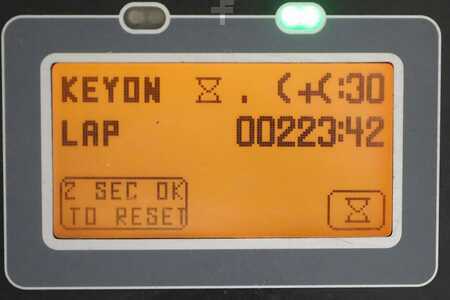 KEYON
LAP 00223:42
2 SEC OK
TO RESET